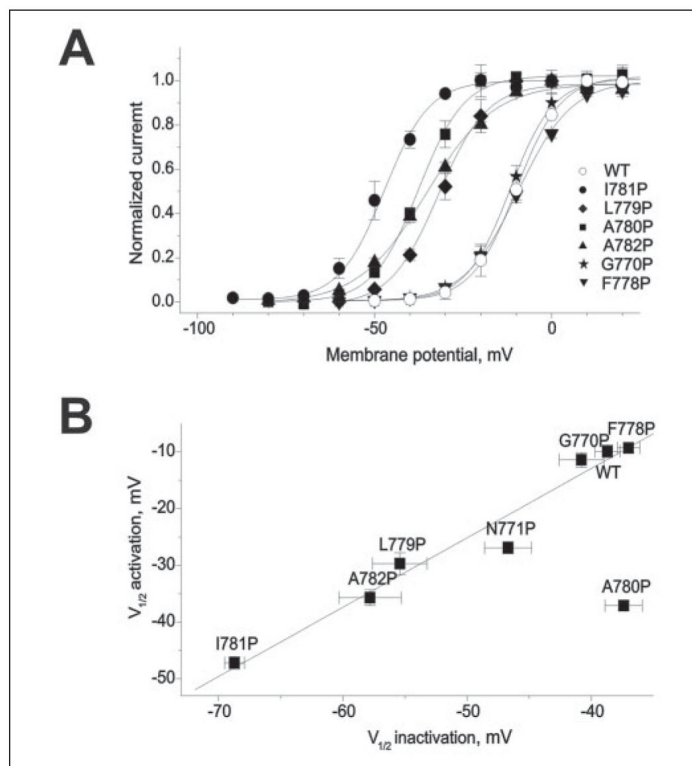 A
Normalized curremt
1.0
0.8
0.6
0.4
0.2
0.0
WT
I781P
L779P
A780P
A782P
G770P
F778P
-100
-50
0
Membrane potential, mV
B
V1/2 activation, mV
-10
-20
-30
-40
-50
F778P
G770P
WT
N771P
L779P
A782P
A780P
I781P
-70
-60
-50
-40
V1/2 inactivation, mV